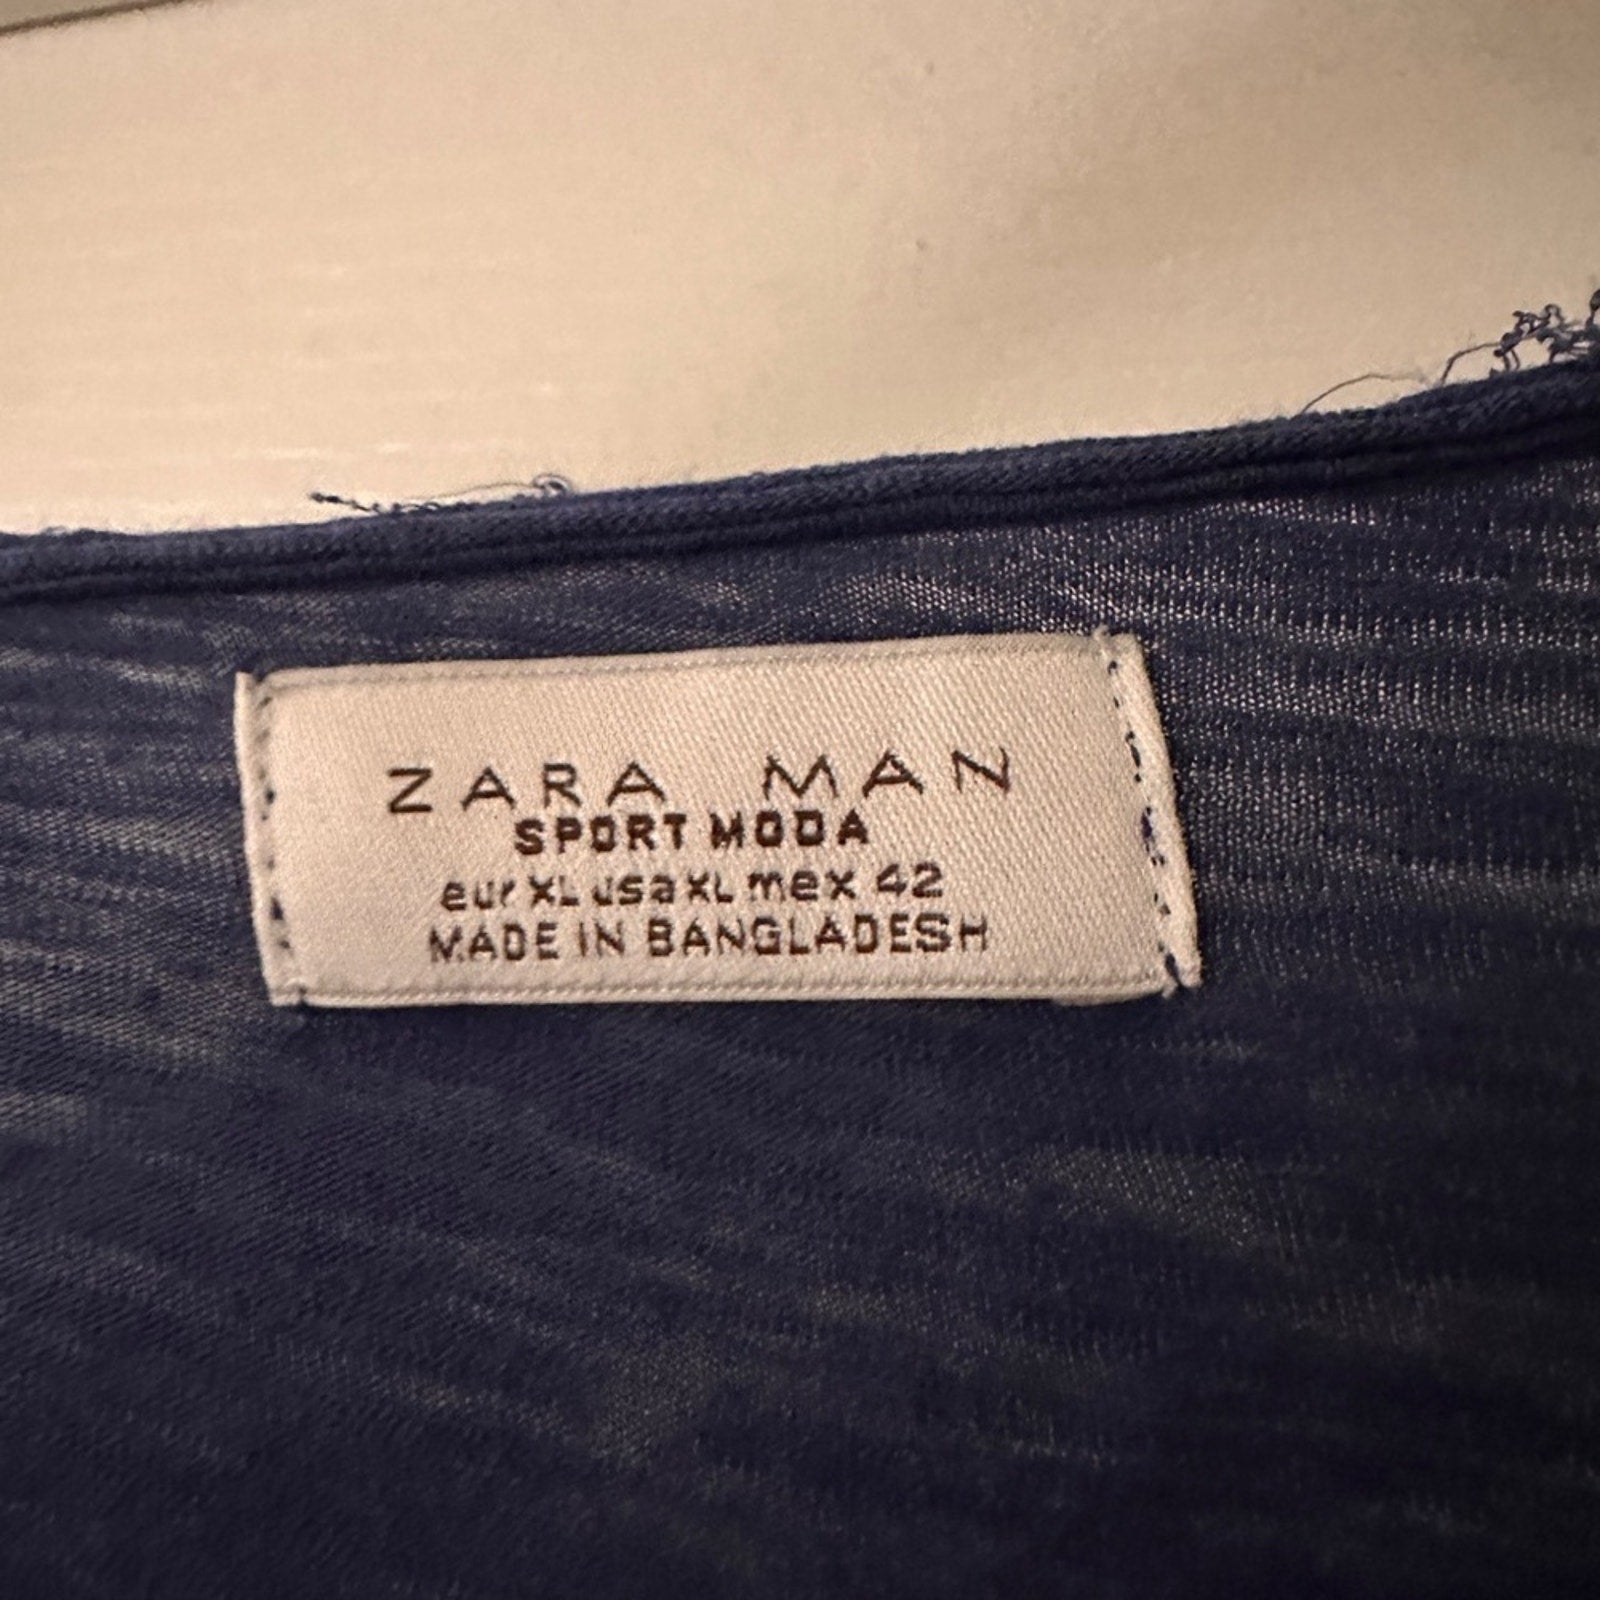 ZARA MAN
SPORT MODA
eur XL usa XL mex 42
MADE IN BANGLADESH